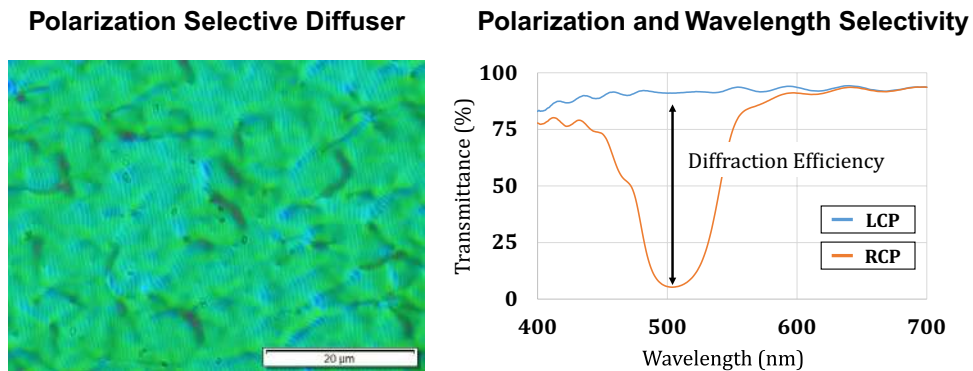 Polarization Selective Diffuser
20 μm
Polarization and Wavelength Selectivity
Transmittance (%)
100
75
50
25
0
Diffraction Efficiency
LCP
RCP
400
500
600
700
Wavelength (nm)